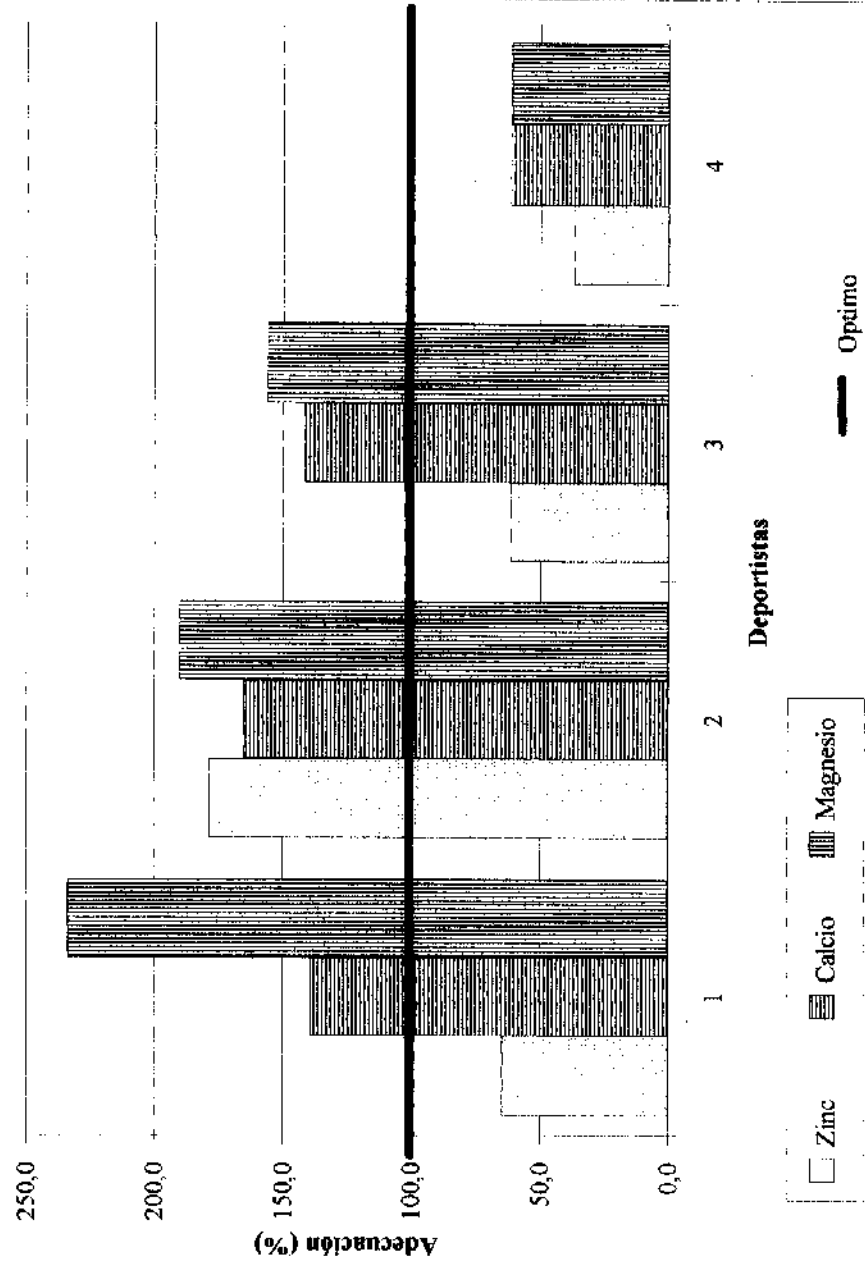 Adecuación (%)
250,0
200,0
150,0
100,0
50,0
0,0
1
2
3
4
Deportistas
Zinc
Calcio
Magnesio
Optimo